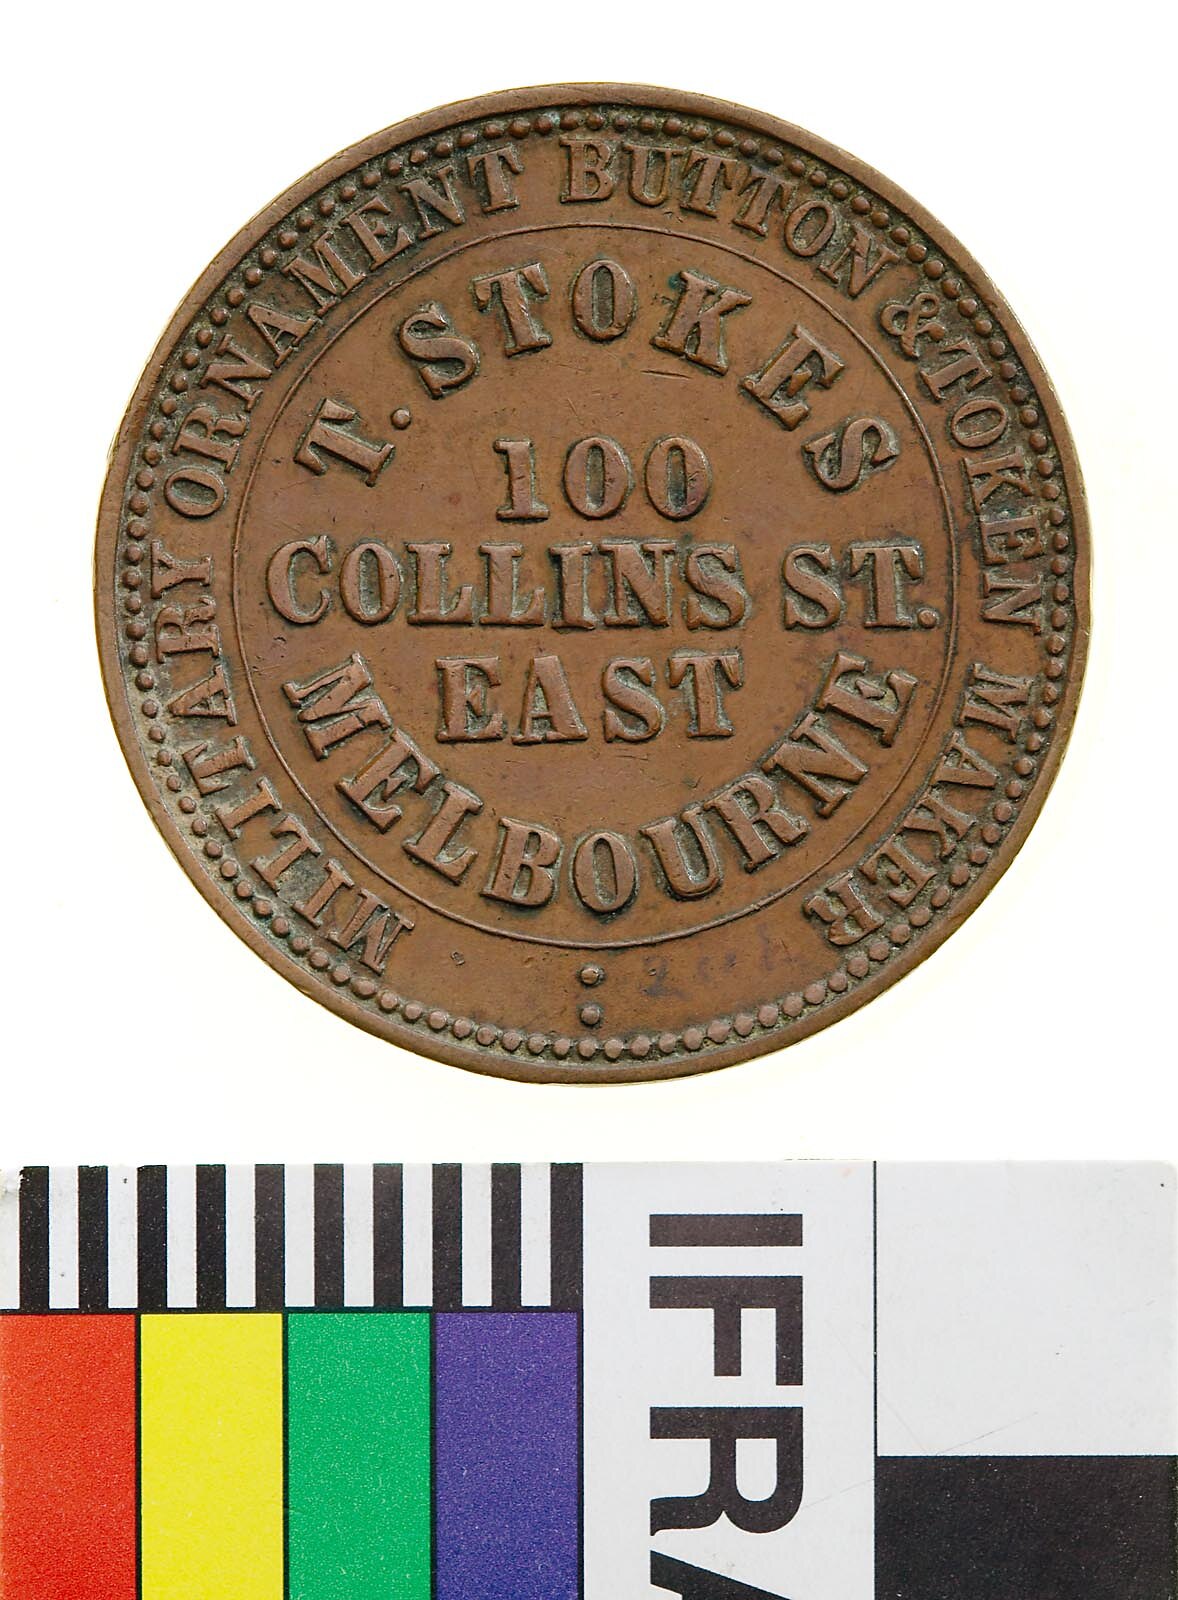 MILITARY ORNAMENT BUTTON & TOKEN MAKER
T. STOKES
100
COLLINS ST.
EAST
MELBOURNE
IFRA